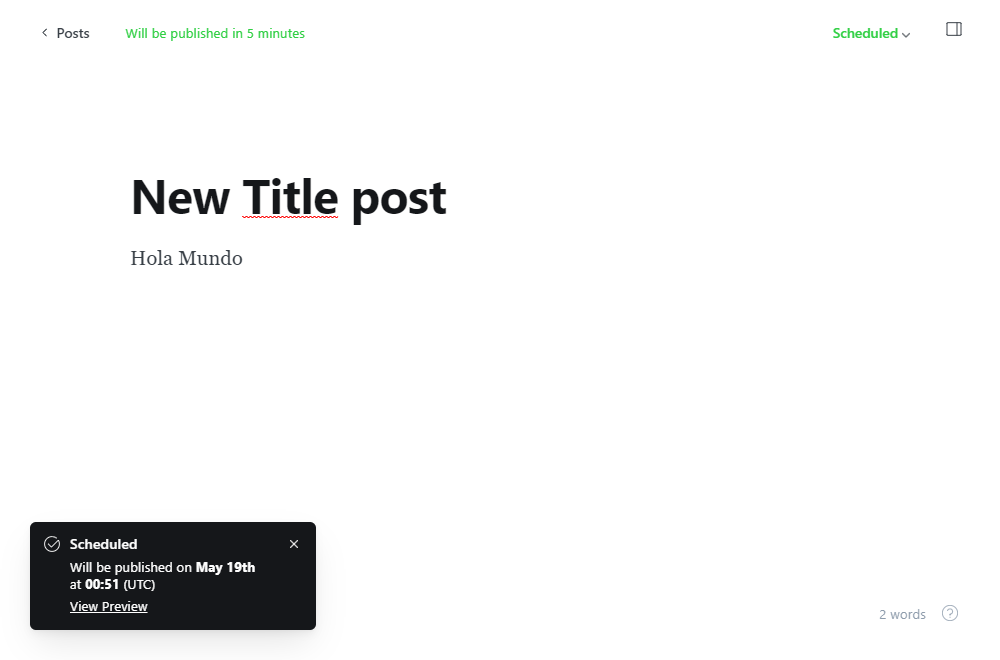 Posts
Will be published in 5 minutes
Scheduled
New Title post
Hola Mundo
Scheduled
Will be published on May 19th
at 00:51 (UTC)
View Preview
2 words
?